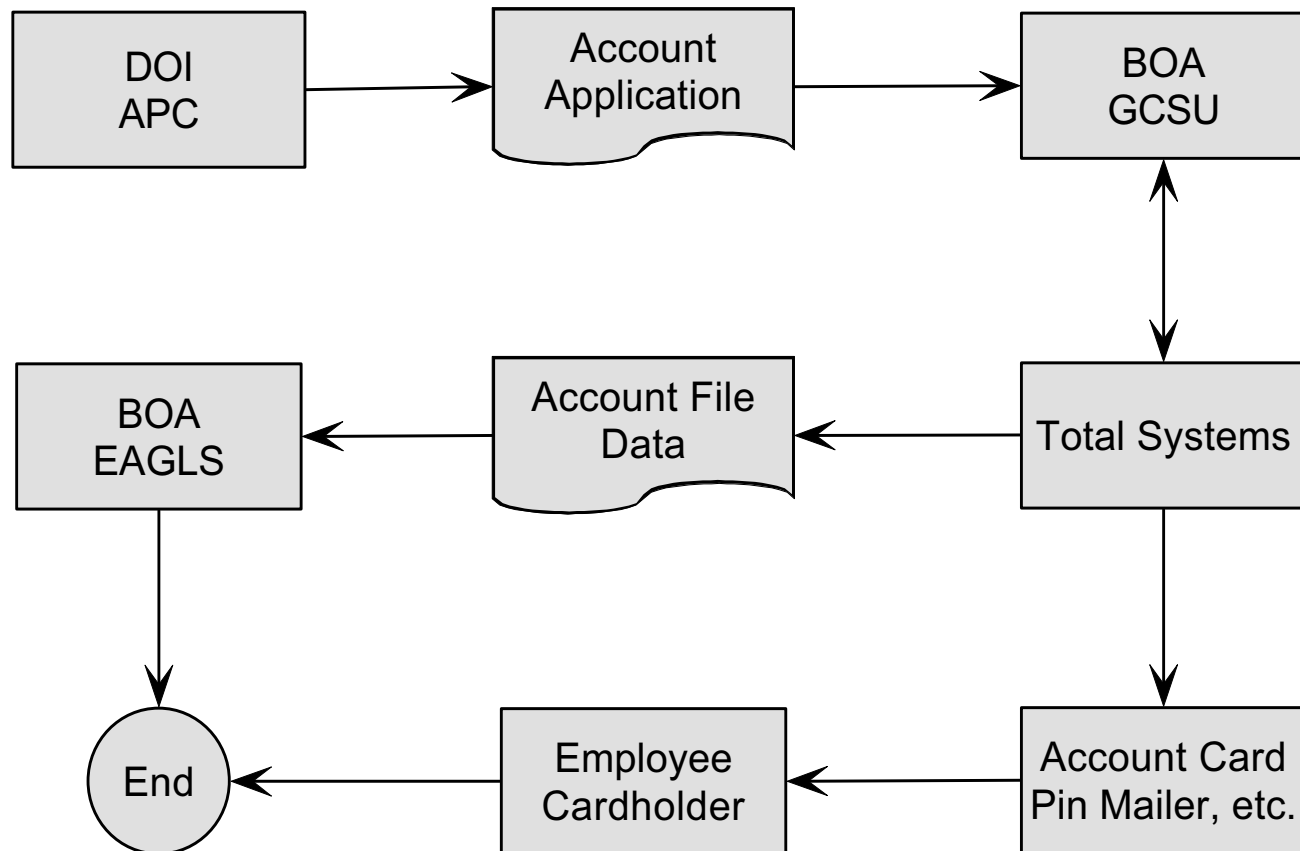 DOI
APC
Account
Application
BOA
GCSU
BOA
EAGLS
Account File
Data
Total Systems
End
Employee
Cardholder
Account Card
Pin Mailer, etc.